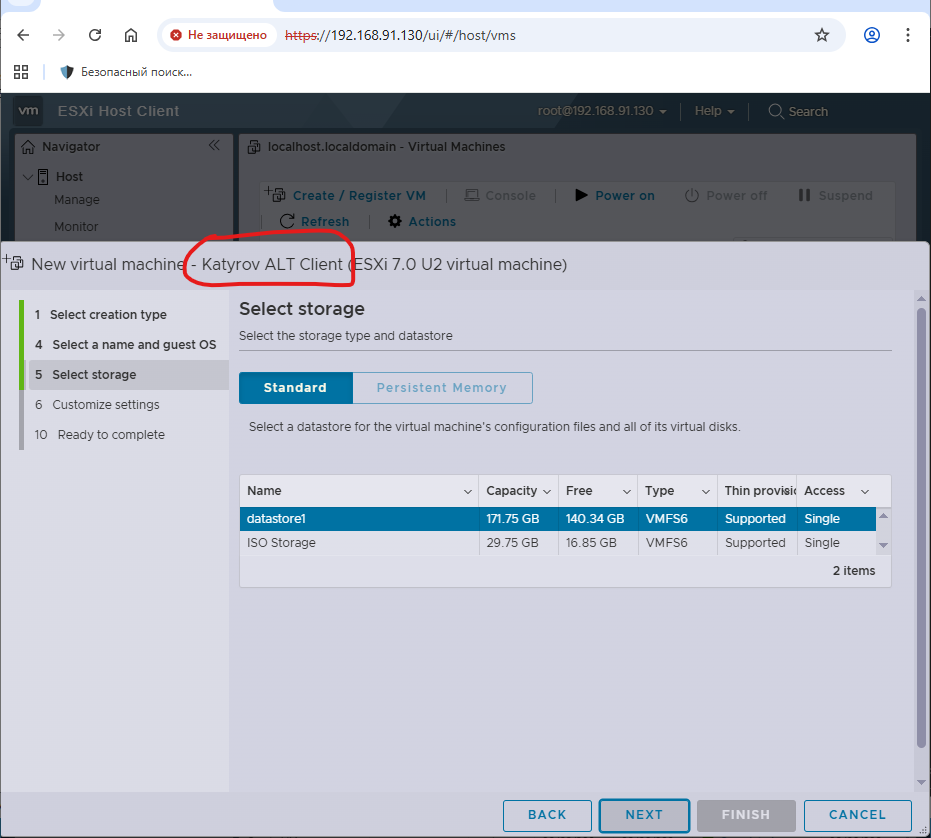 Не защищено https://192.168.91.130/ui/#/host/vms
Безопасный поиск...
vm ESXi Host Client root@192.168.91.130 Help Search
Navigator
localhost.localdomain - Virtual Machines
Host
Manage
Monitor
Create / Register VM Console Power on Power off Suspend
Refresh Actions
New virtual machine - Katyrov ALT Client (ESXi 7.0 U2 virtual machine)
1 Select creation type
4 Select a name and guest OS
5 Select storage
6 Customize settings
10 Ready to complete
Select storage
Select the storage type and datastore
Standard Persistent Memory
Select a datastore for the virtual machine's configuration files and all of its virtual disks.
Name Capacity Free Type Thin provisic Access
datastore1 171.75 GB 140.34 GB VMFS6 Supported Single
ISO Storage 29.75 GB 16.85 GB VMFS6 Supported Single
2 items
BACK NEXT FINISH CANCEL